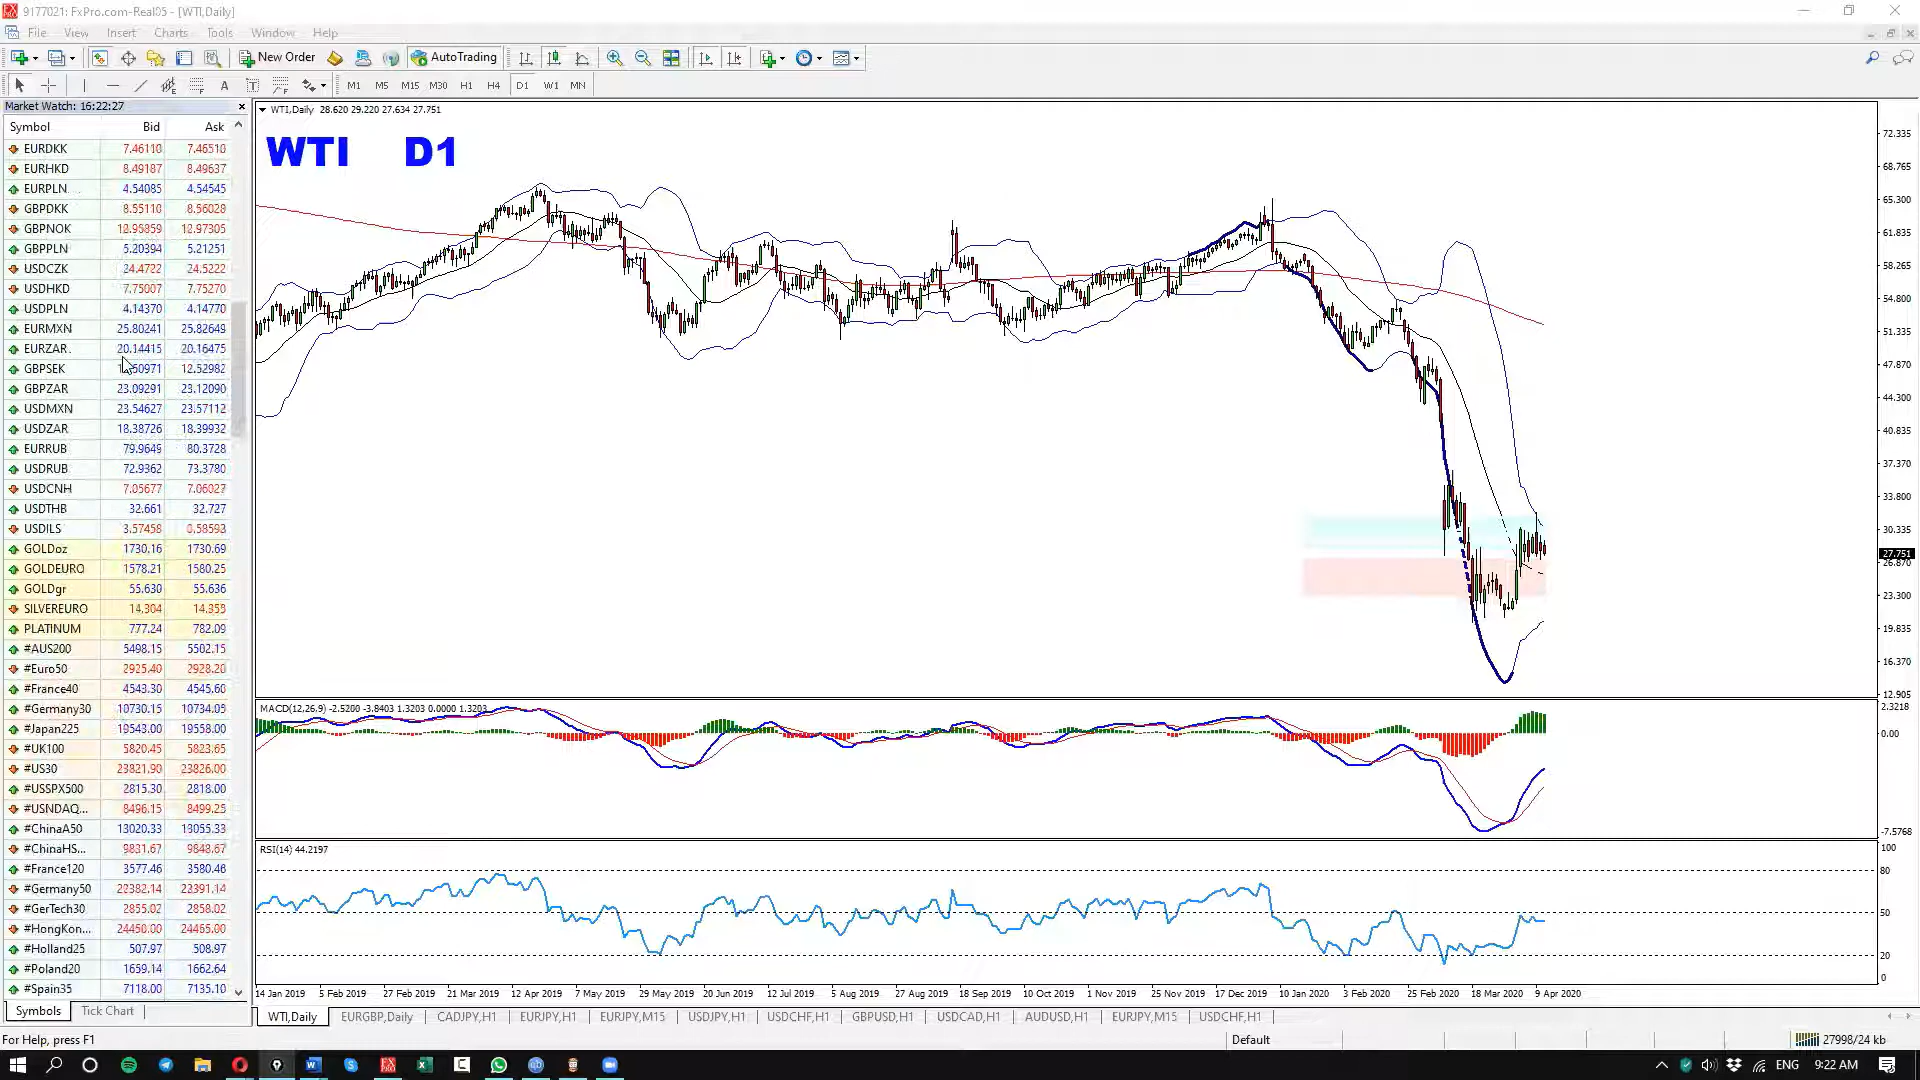 9177021: FxPro.com-Real05 - [WTI,Daily]
File View Insert Charts Tools Window Help
New Order AutoTrading
A T M1 M5 M15 M30 H1 H4 D1 W1 MN
Market Watch: 16:22:27
Symbol Bid Ask
EURDKK 7.46110 7.46510
EURHKD 8.49187 8.49637
EURPLN. 4.54085 4.54545
GBPDKK 8.55110 8.56028
GBPNOK 12.95859 12.97305
GBPPLN 5.20394 5.21251
USDCZK 24.4722 24.5222
USDHKD 7.75007 7.75270
USDPLN 4.14370 4.14770
EURMXN 25.80241 25.82649
EURZAR. 20.14415 20.16475
GBPSEK 12.52982
GBPZAR 23.09291 23.12090
USDMXN 23.54627 23.57112
USDZAR 18.38726 18.39932
EURRUB 79.9649 80.3728
USDRUB 72.9362 73.3780
USDCNH 7.05677 7.06027
USDTHB 32.661 32.727
USDILS 3.57458
GOLDoz 1730.16 1730.69
GOLDEURO 1578.21 1580.25
GOLDgr 55.630 55.636
SILVEREURO 14.304 14.353
PLATINUM 777.24 782.09
#AUS200 5498.15 5502.15
#Euro50 2925.40 2928.20
#France40 4543.30 4545.60
#Germany30 10730.15 10734.05
#Japan225 19543.00 19558.00
#UK100 5820.45 5823.65
#US30 23821.90 23826.00
#USSPX500 2815.30 2818.00
#USNDAQ... 8496.15 8499.25
#ChinaA50 13020.33 13055.33
#ChinaHS... 9831.67 9848.67
#France120 3577.46 3580.46
#Germany50 22382.14 22391.14
#GerTech30 2855.02 2858.02
#HongKon... 24450.00 24465.00
#Holland25 507.97 508.97
#Poland20 1659.14 1662.64
#Spain35 7118.00 7135.10
Symbols Tick Chart
WTI,Daily 28.620 29.220 27.634 27.751
WTI D1
72.335
68.765
65.300
61.835
58.265
54.800
51.335
47.870
44.300
40.835
37.370
33.800
30.335
27.751
26.870
23.300
19.835
16.370
12.905
MACD(12,26,9) -2.5200 -3.8403 1.3203 0.0000 1.3203
2.3218
0.00
-7.5768
RSI(14) 44.2197
100
80
50
20
0
14 Jan 2019 5 Feb 2019 27 Feb 2019 21 Mar 2019 12 Apr 2019 7 May 2019 29 May 2019 20 Jun 2019 12 Jul 2019 5 Aug 2019 27 Aug 2019 18 Sep 2019 10 Oct 2019 1 Nov 2019 25 Nov 2019 17 Dec 2019 10 Jan 2020 3 Feb 2020 25 Feb 2020 18 Mar 2020 9 Apr 2020
WTI,Daily EURGBP,Daily CADJPY,H1 EURJPY,H1 EURJPY,M15 USDJPY,H1 USDCHF,H1 GBPUSD,H1 USDCAD,H1 AUDUSD,H1 EURJPY,M15 USDCHF,H1
For Help, press F1 Default 27998/24 kb
ENG 9:22 AM